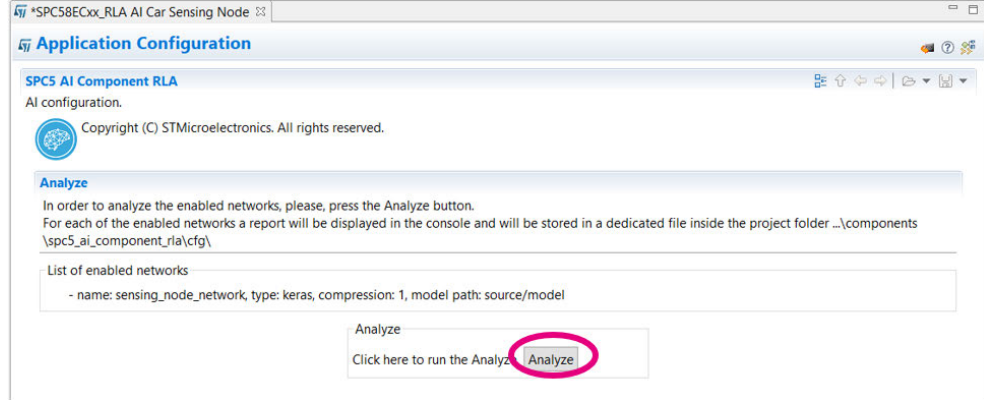 *SPC58ECxx_RLA AI Car Sensing Node
Application Configuration
SPC5 AI Component RLA
AI configuration.
Copyright (C) STMicroelectronics. All rights reserved.
Analyze
In order to analyze the enabled networks, please, press the Analyze button.
For each of the enabled networks a report will be displayed in the console and will be stored in a dedicated file inside the project folder ...\components
\spc5_ai_component_rla\cfg\
List of enabled networks
- name: sensing_node_network, type: keras, compression: 1, model path: source/model
Analyze
Click here to run the Analyze Analyze